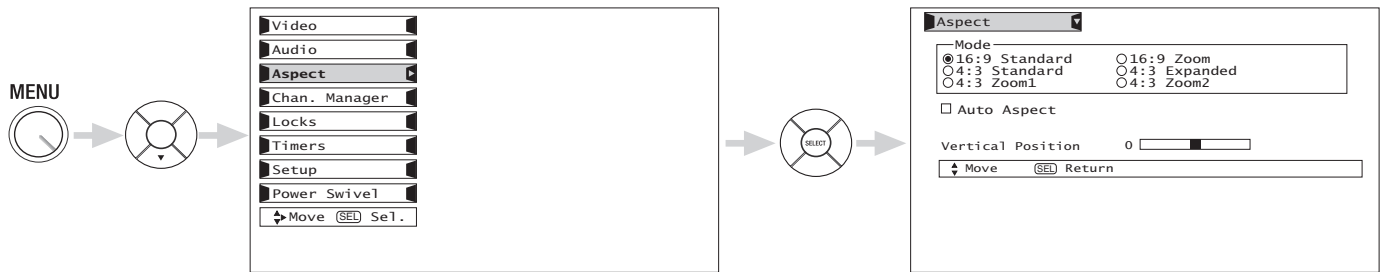 MENU
Video
Audio
Aspect
Chan. Manager
Locks
Timers
Setup
Power Swivel
Move SEL Sel.
SELECT
Aspect
Mode
16:9 Standard 16:9 Zoom
4:3 Standard 4:3 Expanded
4:3 Zoom1 4:3 Zoom2
Auto Aspect
Vertical Position 0
Move SEL Return